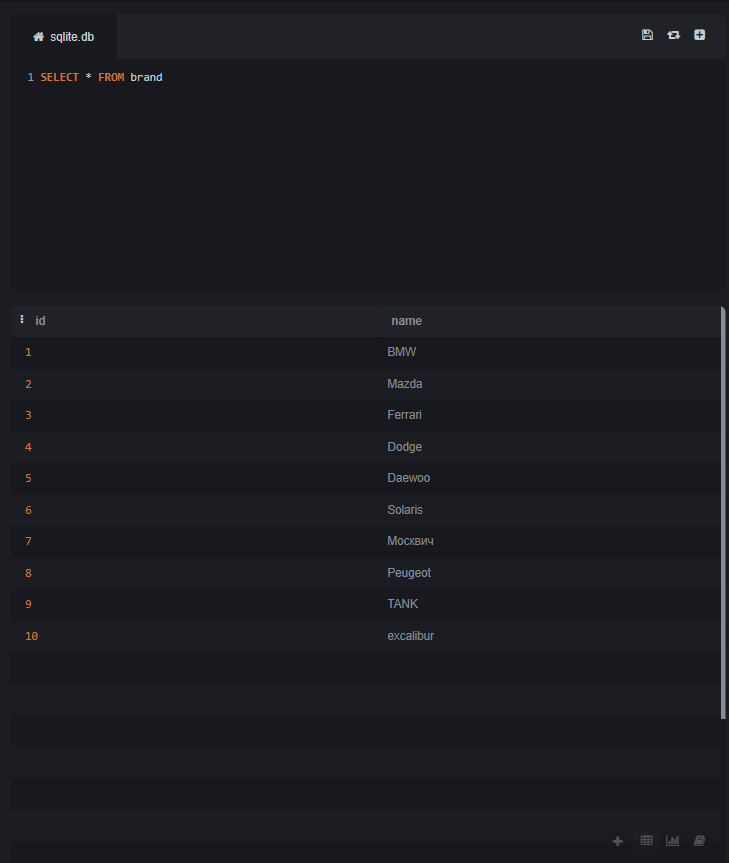 sqlite.db
1 SELECT * FROM brand
id name
1 BMW
2 Mazda
3 Ferrari
4 Dodge
5 Daewoo
6 Solaris
7 Москвич
8 Peugeot
9 TANK
10 excalibur